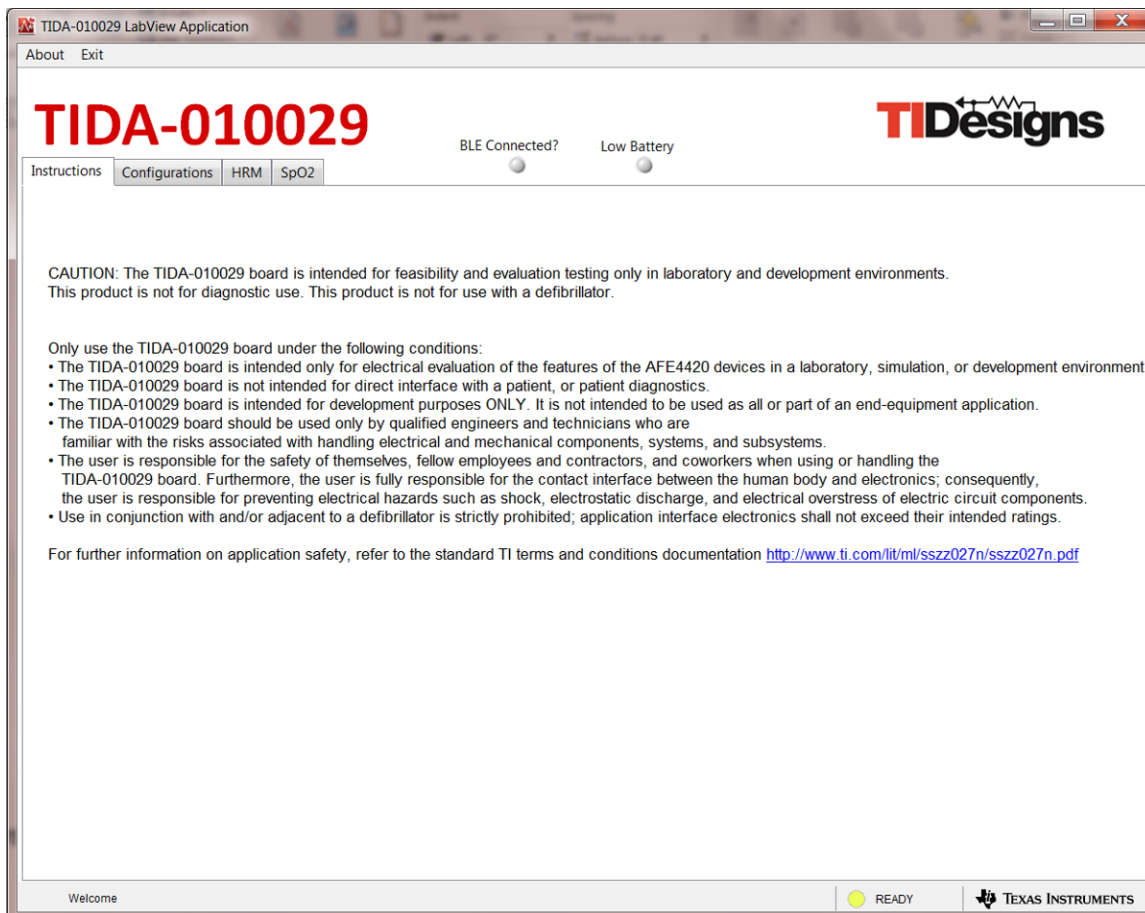 TIDA-010029 LabView Application
About Exit
TIDA-010029
TIDesigns
BLE Connected? Low Battery
Instructions Configurations HRM SpO2
CAUTION: The TIDA-010029 board is intended for feasibility and evaluation testing only in laboratory and development environments.
This product is not for diagnostic use. This product is not for use with a defibrillator.
Only use the TIDA-010029 board under the following conditions:
• The TIDA-010029 board is intended only for electrical evaluation of the features of the AFE4420 devices in a laboratory, simulation, or development environment
• The TIDA-010029 board is not intended for direct interface with a patient, or patient diagnostics.
• The TIDA-010029 board is intended for development purposes ONLY. It is not intended to be used as all or part of an end-equipment application.
• The TIDA-010029 board should be used only by qualified engineers and technicians who are
familiar with the risks associated with handling electrical and mechanical components, systems, and subsystems.
• The user is responsible for the safety of themselves, fellow employees and contractors, and coworkers when using or handling the
TIDA-010029 board. Furthermore, the user is fully responsible for the contact interface between the human body and electronics; consequently,
the user is responsible for preventing electrical hazards such as shock, electrostatic discharge, and electrical overstress of electric circuit components.
• Use in conjunction with and/or adjacent to a defibrillator is strictly prohibited; application interface electronics shall not exceed their intended ratings.
For further information on application safety, refer to the standard TI terms and conditions documentation http://www.ti.com/lit/ml/sszz027n/sszz027n.pdf
Welcome READY TEXAS INSTRUMENTS